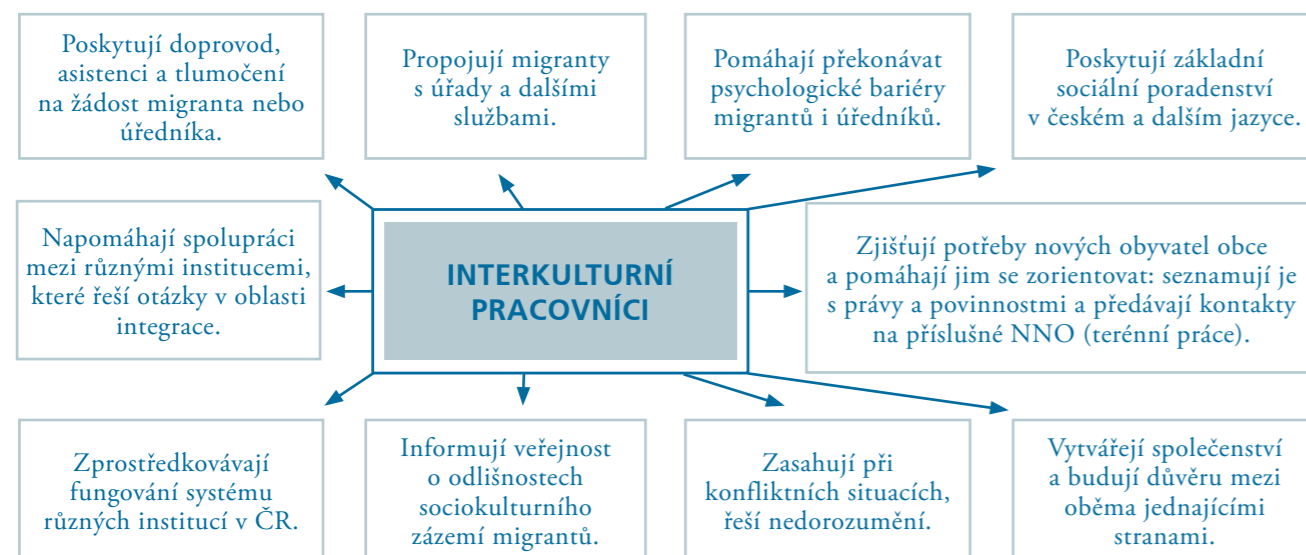 Poskytují doprovod,
asistenci a tlumočení
na žádost migranta nebo
úředníka.
Propojují migranty
s úřady a dalšími
službami.
Pomáhají překonávat
psychologické bariéry
migrantů i úředníků.
Poskytují základní
sociální poradenství
v českém a dalším jazyce.
Napomáhají spolupráci
mezi různými institucemi,
které řeší otázky v oblasti
integrace.
INTERKULTURNÍ
PRACOVNÍCI
Zjišťují potřeby nových obyvatel obce
a pomáhají jim se zorientovat: seznamují je
s právy a povinnostmi a předávají kontakty
na příslušné NNO (terénní práce).
Zprostředkovávají
fungování systému
různých institucí v ČR.
Informují veřejnost
o odlišnostech
sociokulturního
zázemí migrantů.
Zasahují při
konfliktních situacích,
řeší nedorozumění.
Vytvářejí společenství
a budují důvěru mezi
oběma jednajícími
stranami.